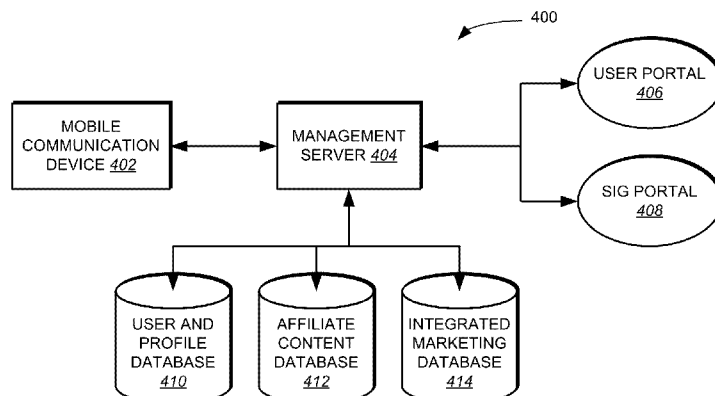 400
USER PORTAL
406
MOBILE
COMMUNICATION
DEVICE 402
MANAGEMENT
SERVER 404
SIG PORTAL
408
USER AND
PROFILE
DATABASE
410
AFFILIATE
CONTENT
DATABASE
412
INTEGRATED
MARKETING
DATABASE
414